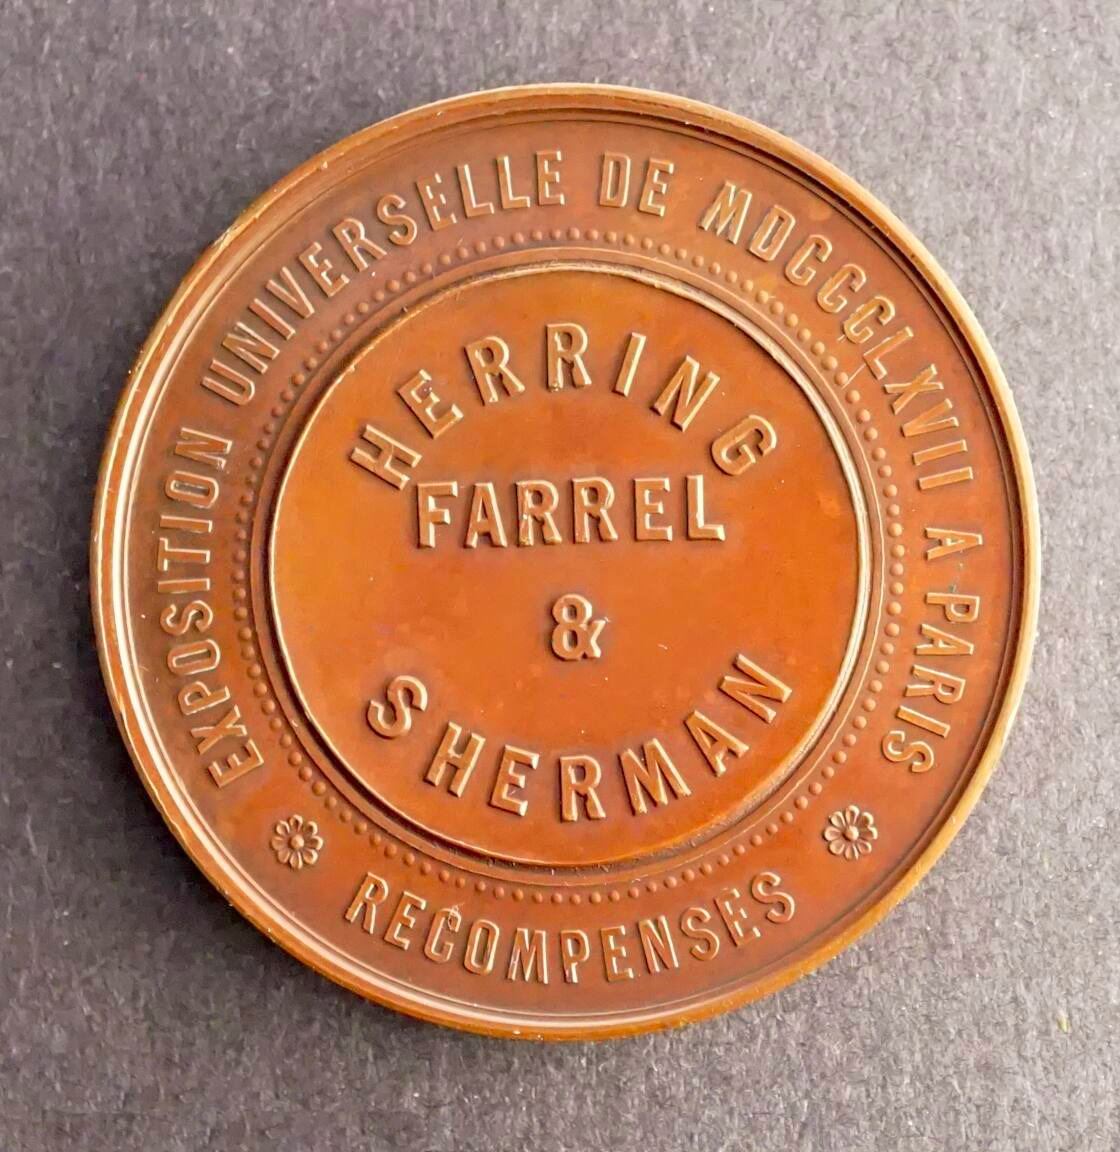 EXPOSITION UNIVERSELLE DE MDCCCLXVII A PARIS
HERRING
FARREL
&
SHERMAN
RECOMPENSES